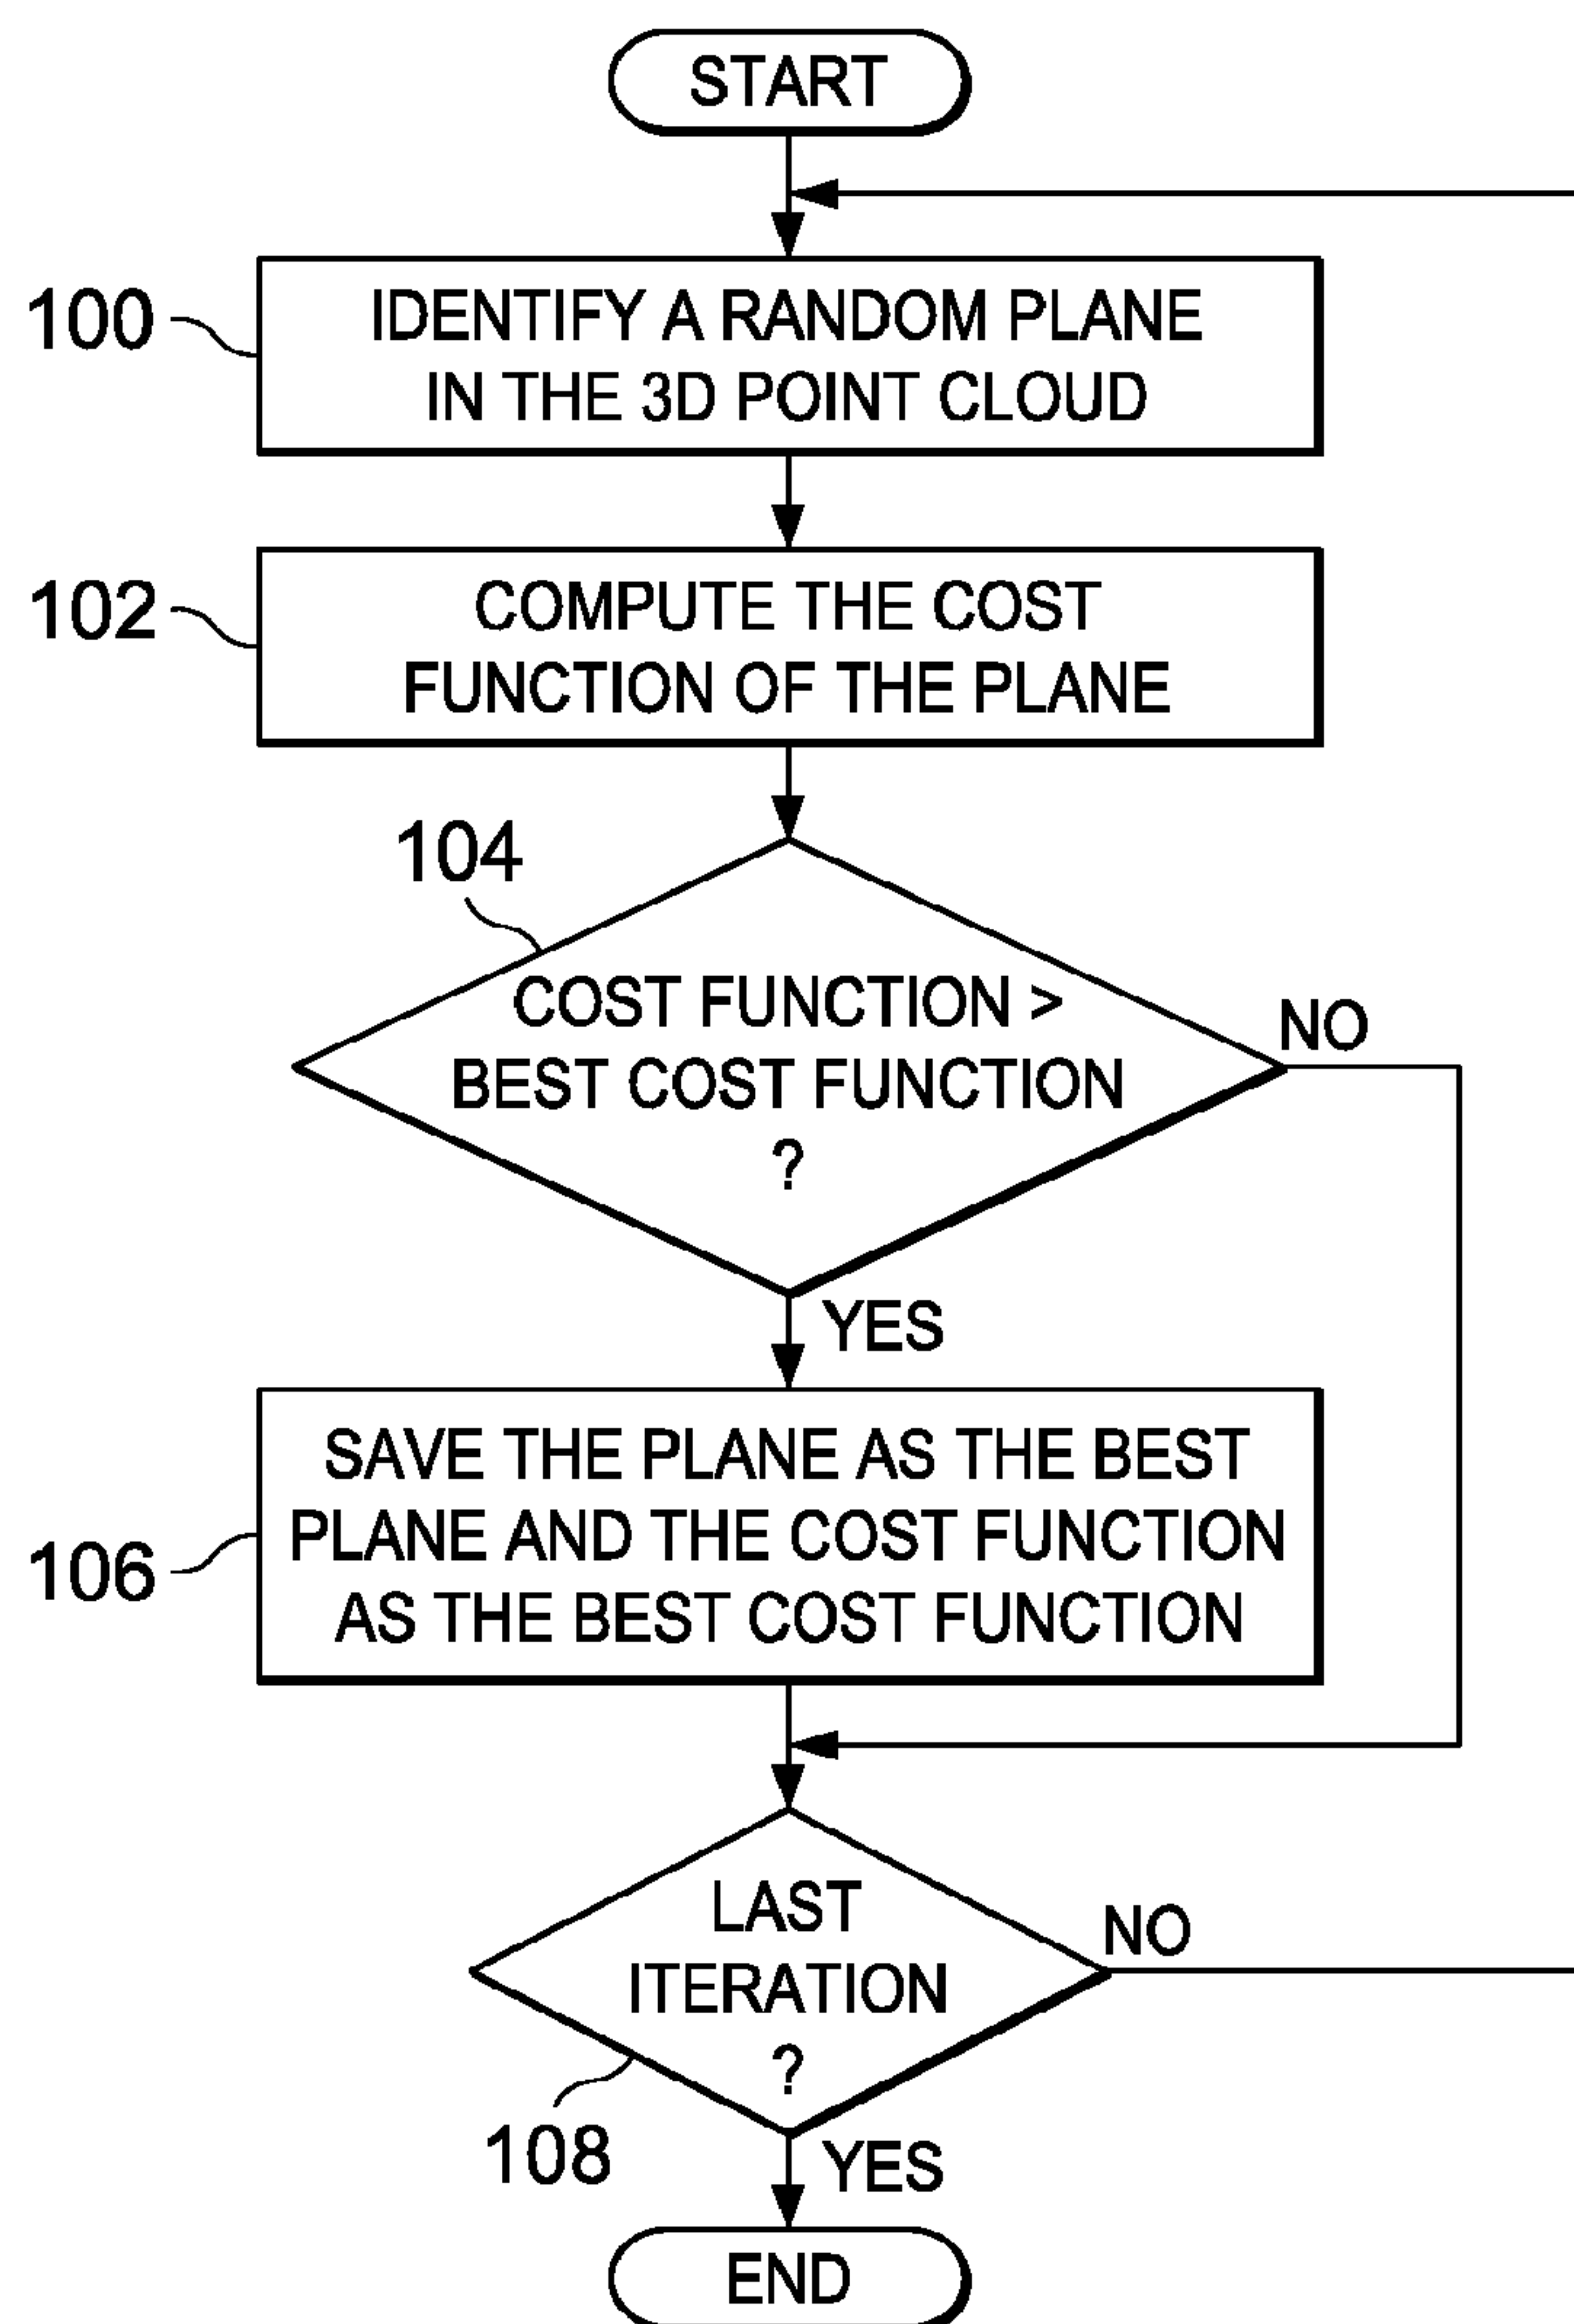 START
100
IDENTIFY A RANDOM PLANE
IN THE 3D POINT CLOUD
102
COMPUTE THE COST
FUNCTION OF THE PLANE
104
COST FUNCTION >
BEST COST FUNCTION
?
NO
YES
106
SAVE THE PLANE AS THE BEST
PLANE AND THE COST FUNCTION
AS THE BEST COST FUNCTION
LAST
ITERATION
?
NO
108
YES
END